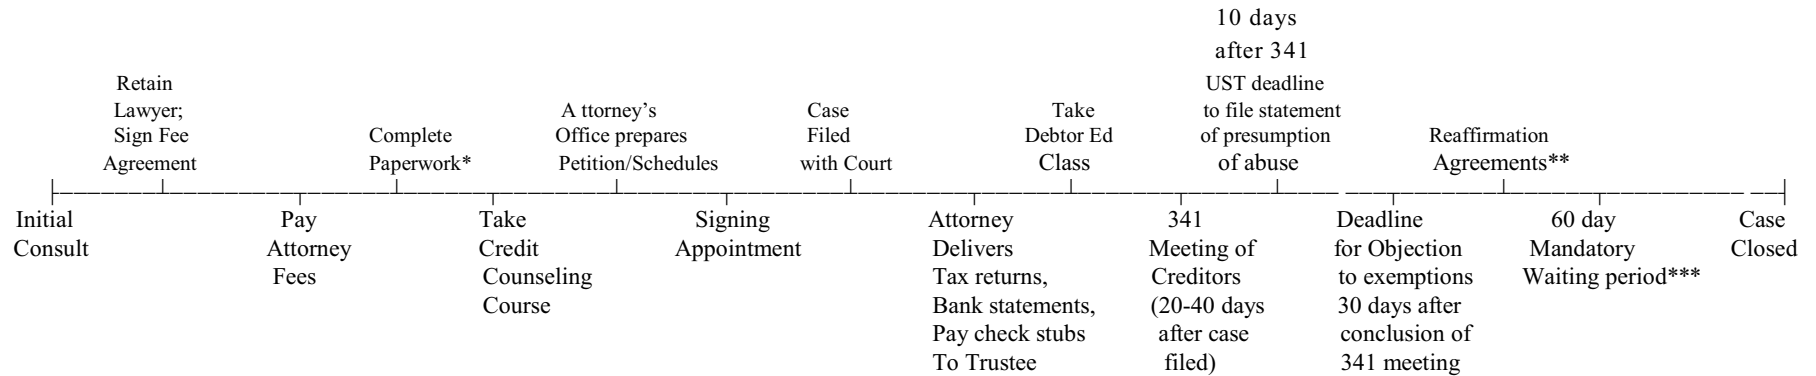 Initial
Consult
Retain
Lawyer;
Sign Fee
Agreement
Pay
Attorney
Fees
Complete
Paperwork*
Take
Credit
Counseling
Course
A ttorney’s
Office prepares
Petition/Schedules
Signing
Appointment
Case
Filed
with Court
Attorney
Delivers
Tax returns,
Bank statements,
Pay check stubs
To Trustee
Take
Debtor Ed
Class
341
Meeting of
Creditors
(20-40 days
after case
filed)
10 days
after 341
UST deadline
to file statement
of presumption
of abuse
Deadline
for Objection
to exemptions
30 days after
conclusion of
341 meeting
Reaffirmation
Agreements**
60 day
Mandatory
Waiting period***
Case
Closed